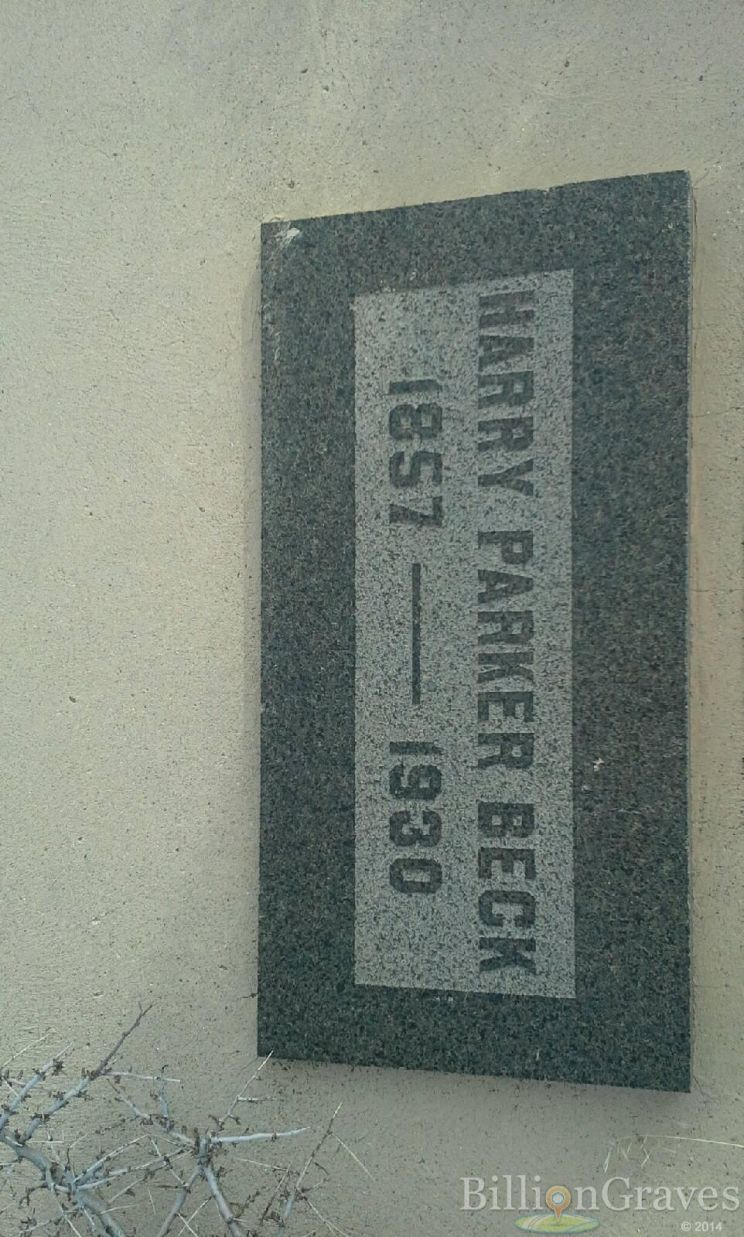 HARRY PARKER BECK
1857 — 1930
BillionGraves
© 2014